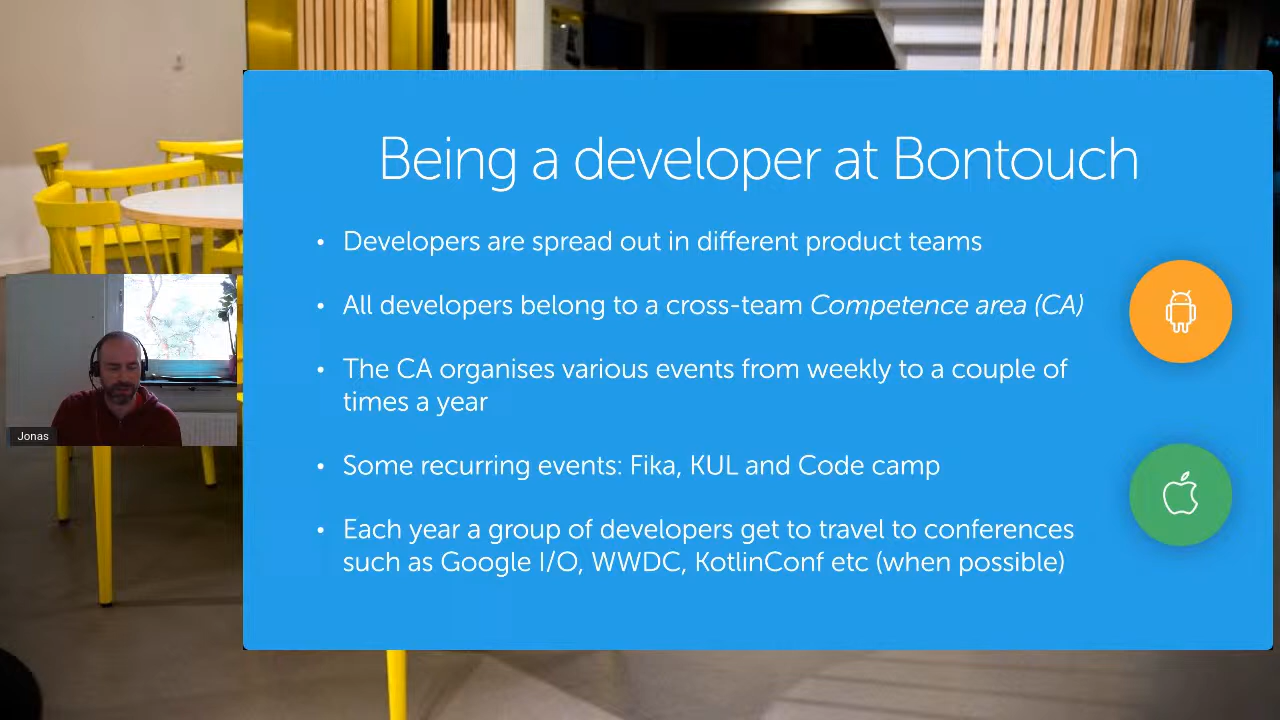 Being a developer at Bontouch
• Developers are spread out in different product teams
• All developers belong to a cross-team Competence area (CA)
• The CA organises various events from weekly to a couple of
times a year
• Some recurring events: Fika, KUL and Code camp
• Each year a group of developers get to travel to conferences
such as Google I/O, WWDC, KotlinConf etc (when possible)
Jonas